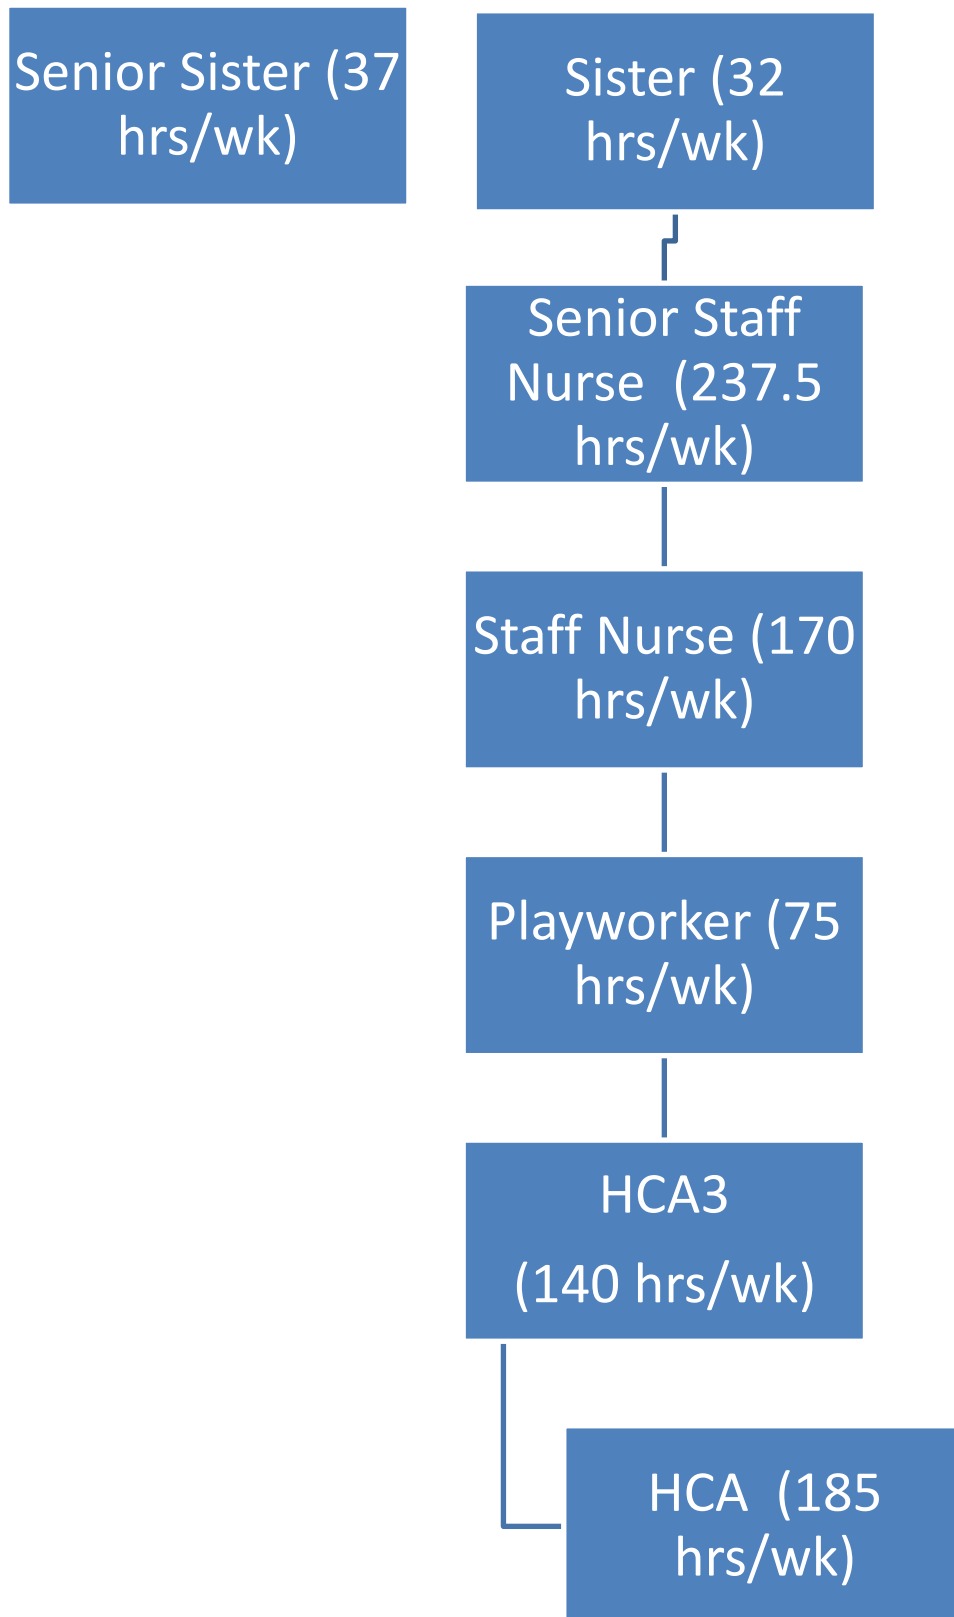 Senior Sister (37
hrs/wk)
Sister (32
hrs/wk)
Senior Staff
Nurse  (237.5
hrs/wk)
Staff Nurse (170
hrs/wk)
Playworker (75
hrs/wk)
HCA3
(140 hrs/wk)
HCA  (185
hrs/wk)